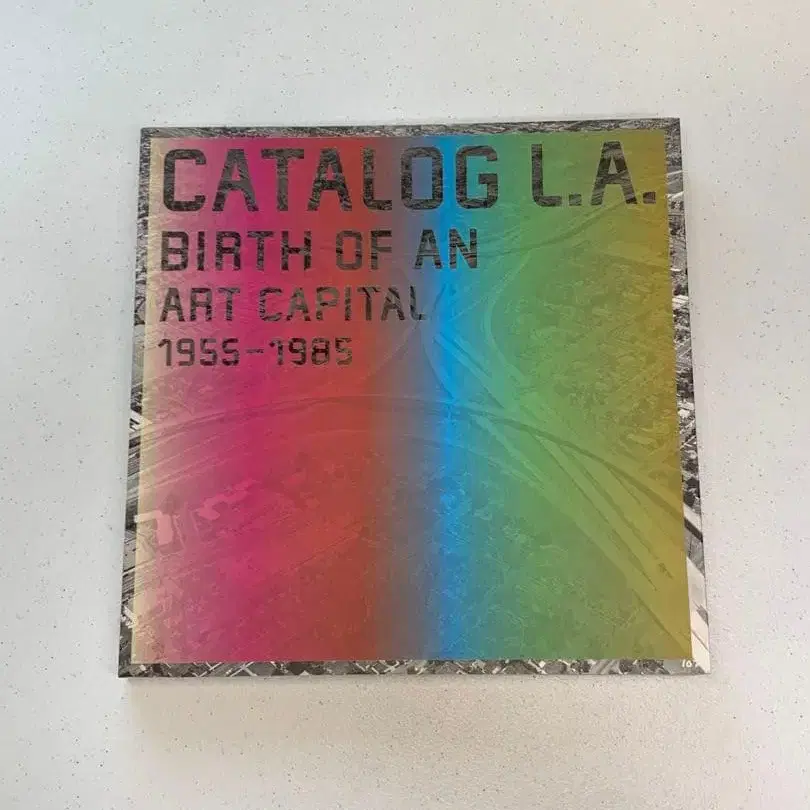 CATALOG L.A.
BIRTH OF AN
ART CAPITAL
1955-1985